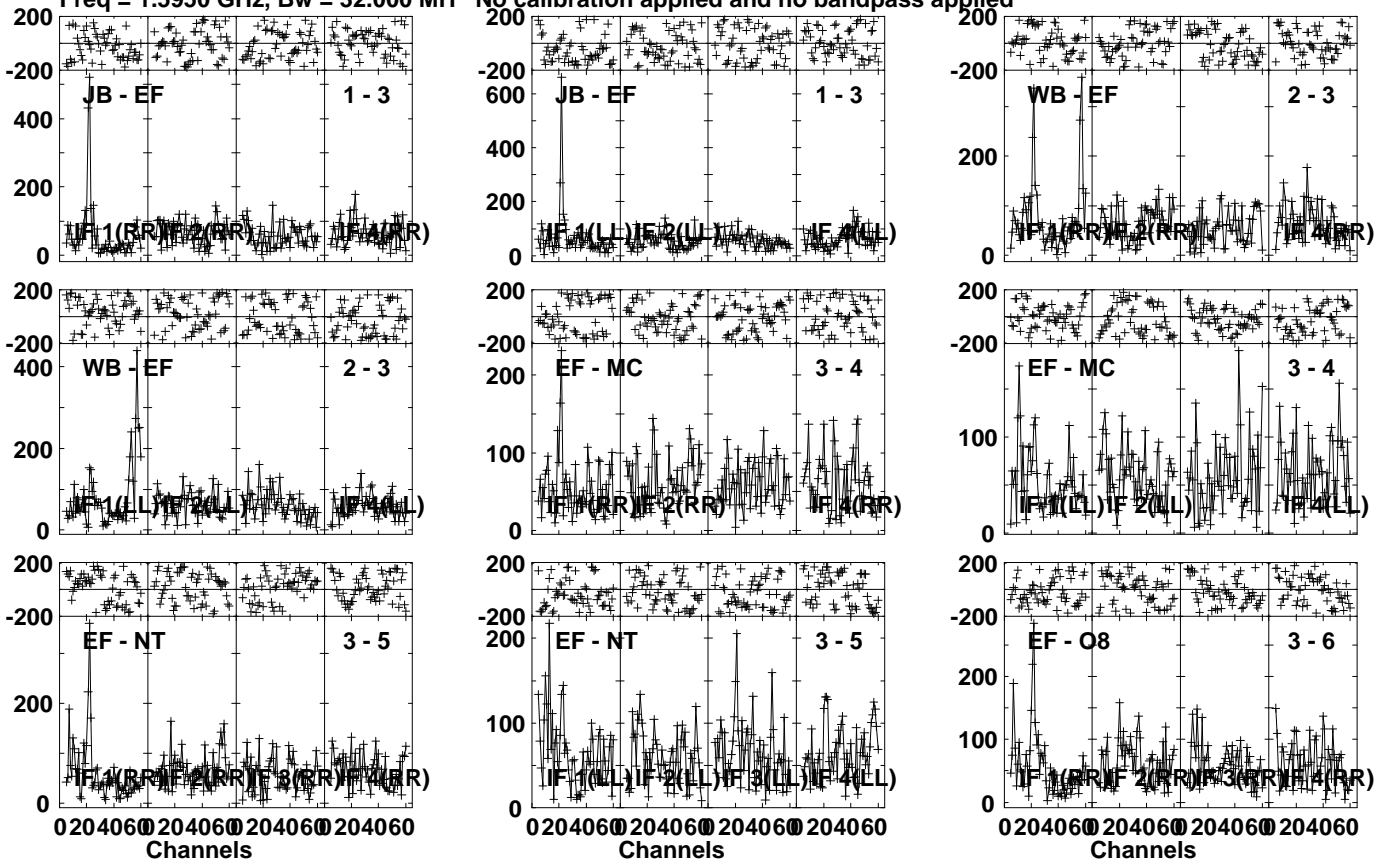 Freq = 1.5950 GHz, Bw = 32.000 MH No calibration applied and no bandpass applied
200
-200
JB - EF
1 - 3
400
200
0
IF 1(RR)
IF 2(RR)
IF 4(RR)
200
-200
JB - EF
1 - 3
600
400
200
0
IF 1(LL)
IF 2(LL)
IF 4(LL)
200
-200
WB - EF
2 - 3
200
0
IF 1(RR)
IF 2(RR)
IF 4(RR)
200
-200
WB - EF
2 - 3
400
200
0
IF 1(LL)
IF 2(LL)
IF 4(LL)
200
-200
EF - MC
3 - 4
200
100
0
IF 1(RR)
IF 2(RR)
IF 4(RR)
200
-200
EF - MC
3 - 4
100
0
IF 1(LL)
IF 2(LL)
IF 4(LL)
200
-200
EF - NT
3 - 5
200
0
IF 1(RR)
IF 2(RR)
IF 3(RR)
IF 4(RR)
0 20 40 60 0 20 40 60 0 20 40 60 0 20 40 60
Channels
200
-200
EF - NT
3 - 5
200
100
0
IF 1(LL)
IF 2(LL)
IF 3(LL)
IF 4(LL)
0 20 40 60 0 20 40 60 0 20 40 60 0 20 40 60
Channels
200
-200
EF - O8
3 - 6
200
100
0
IF 1(RR)
IF 2(RR)
IF 3(RR)
IF 4(RR)
0 20 40 60 0 20 40 60 0 20 40 60 0 20 40 60
Channels